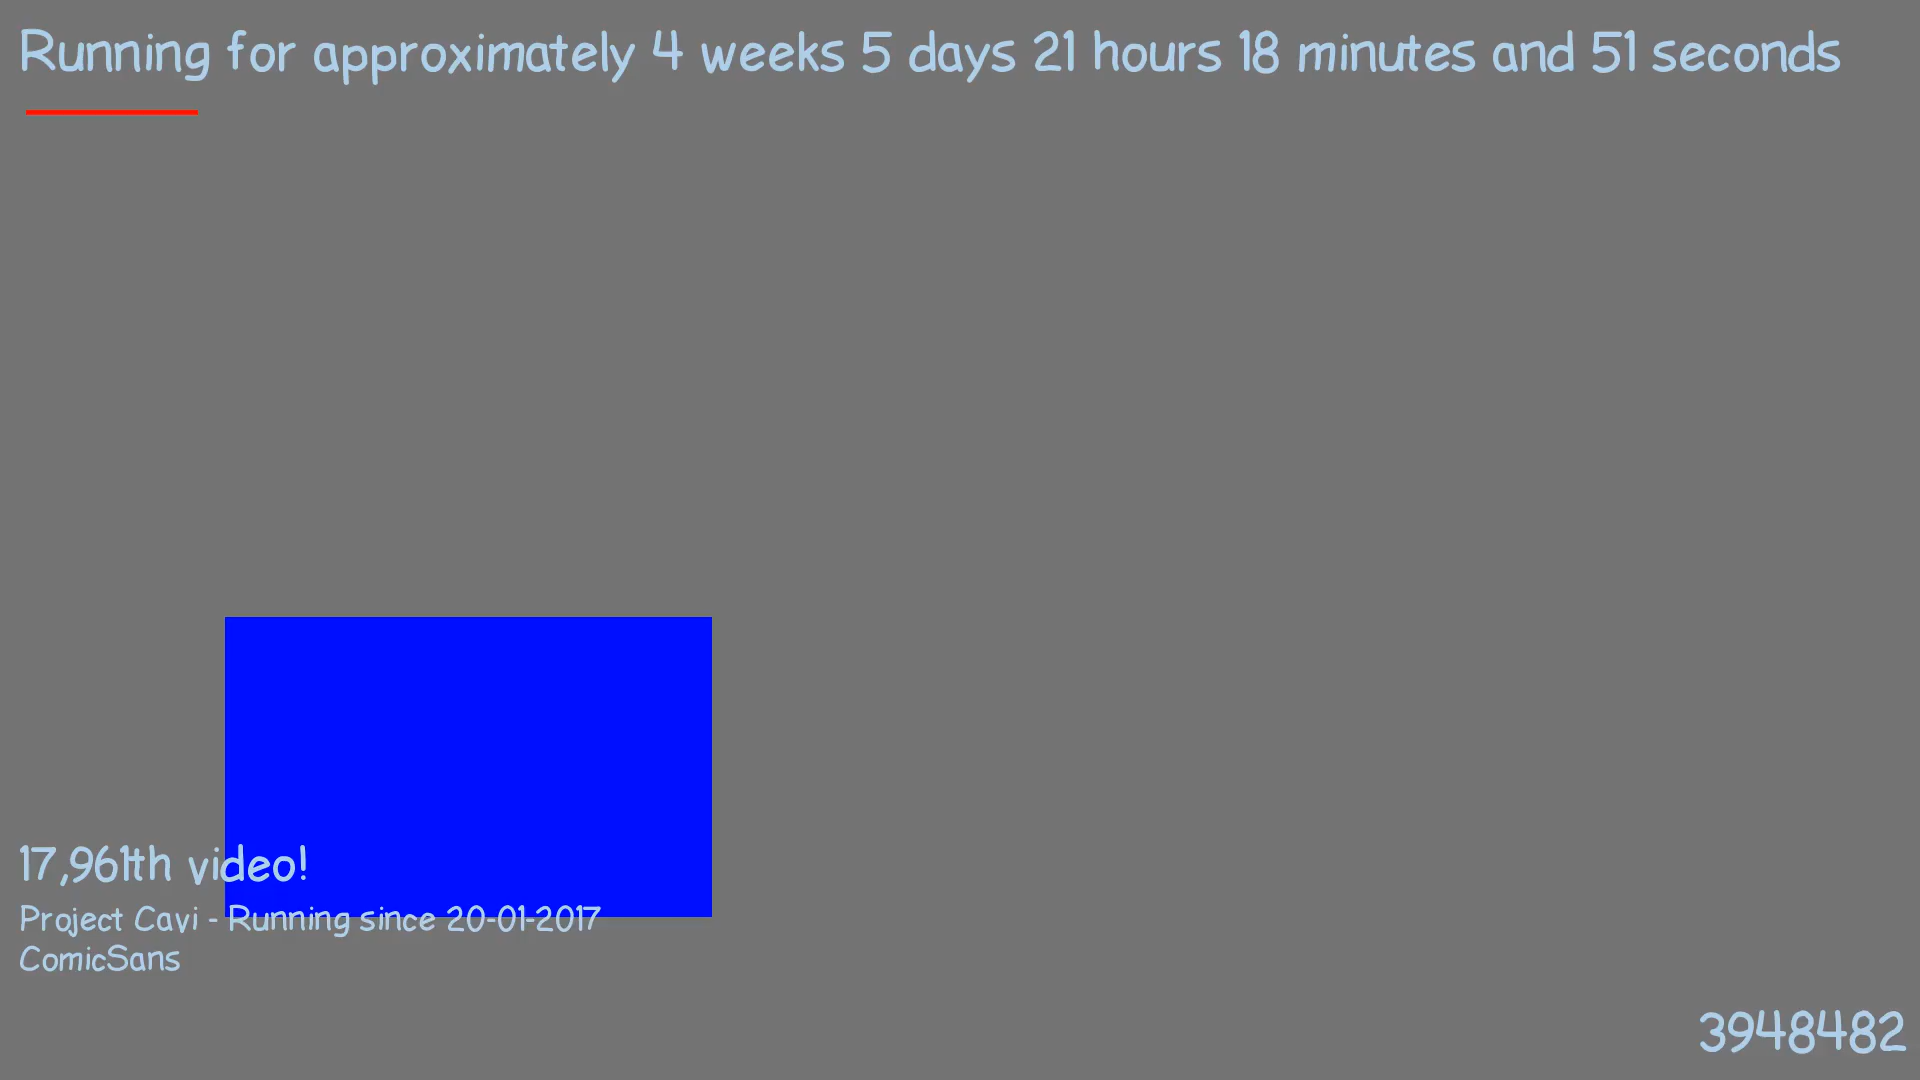 Running for approximately 4 weeks 5 days 21 hours 18 minutes and 51 seconds
17,961th video!
Project Cavi - Running since 20-01-2017
ComicSans
3948482